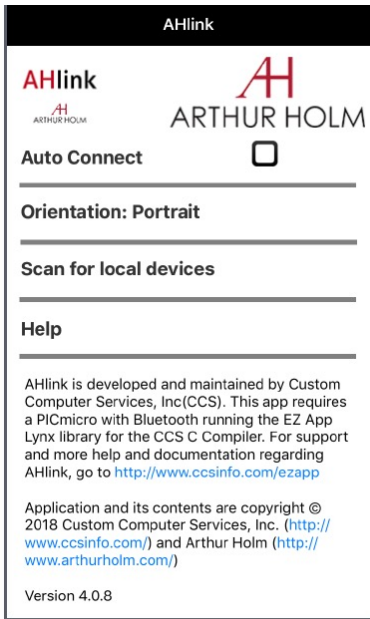 AHlink
AHlink
AH
ARTHUR HOLM
AH
ARTHUR HOLM
Auto Connect
Orientation: Portrait
Scan for local devices
Help
AHlink is developed and maintained by Custom
Computer Services, Inc(CCS). This app requires
a PICmicro with Bluetooth running the EZ App
Lynx library for the CCS C Compiler. For support
and more help and documentation regarding
AHlink, go to http://www.ccsinfo.com/ezapp
Application and its contents are copyright ©
2018 Custom Computer Services, Inc. (http://
www.ccsinfo.com/) and Arthur Holm (http://
www.arthurholm.com/)
Version 4.0.8